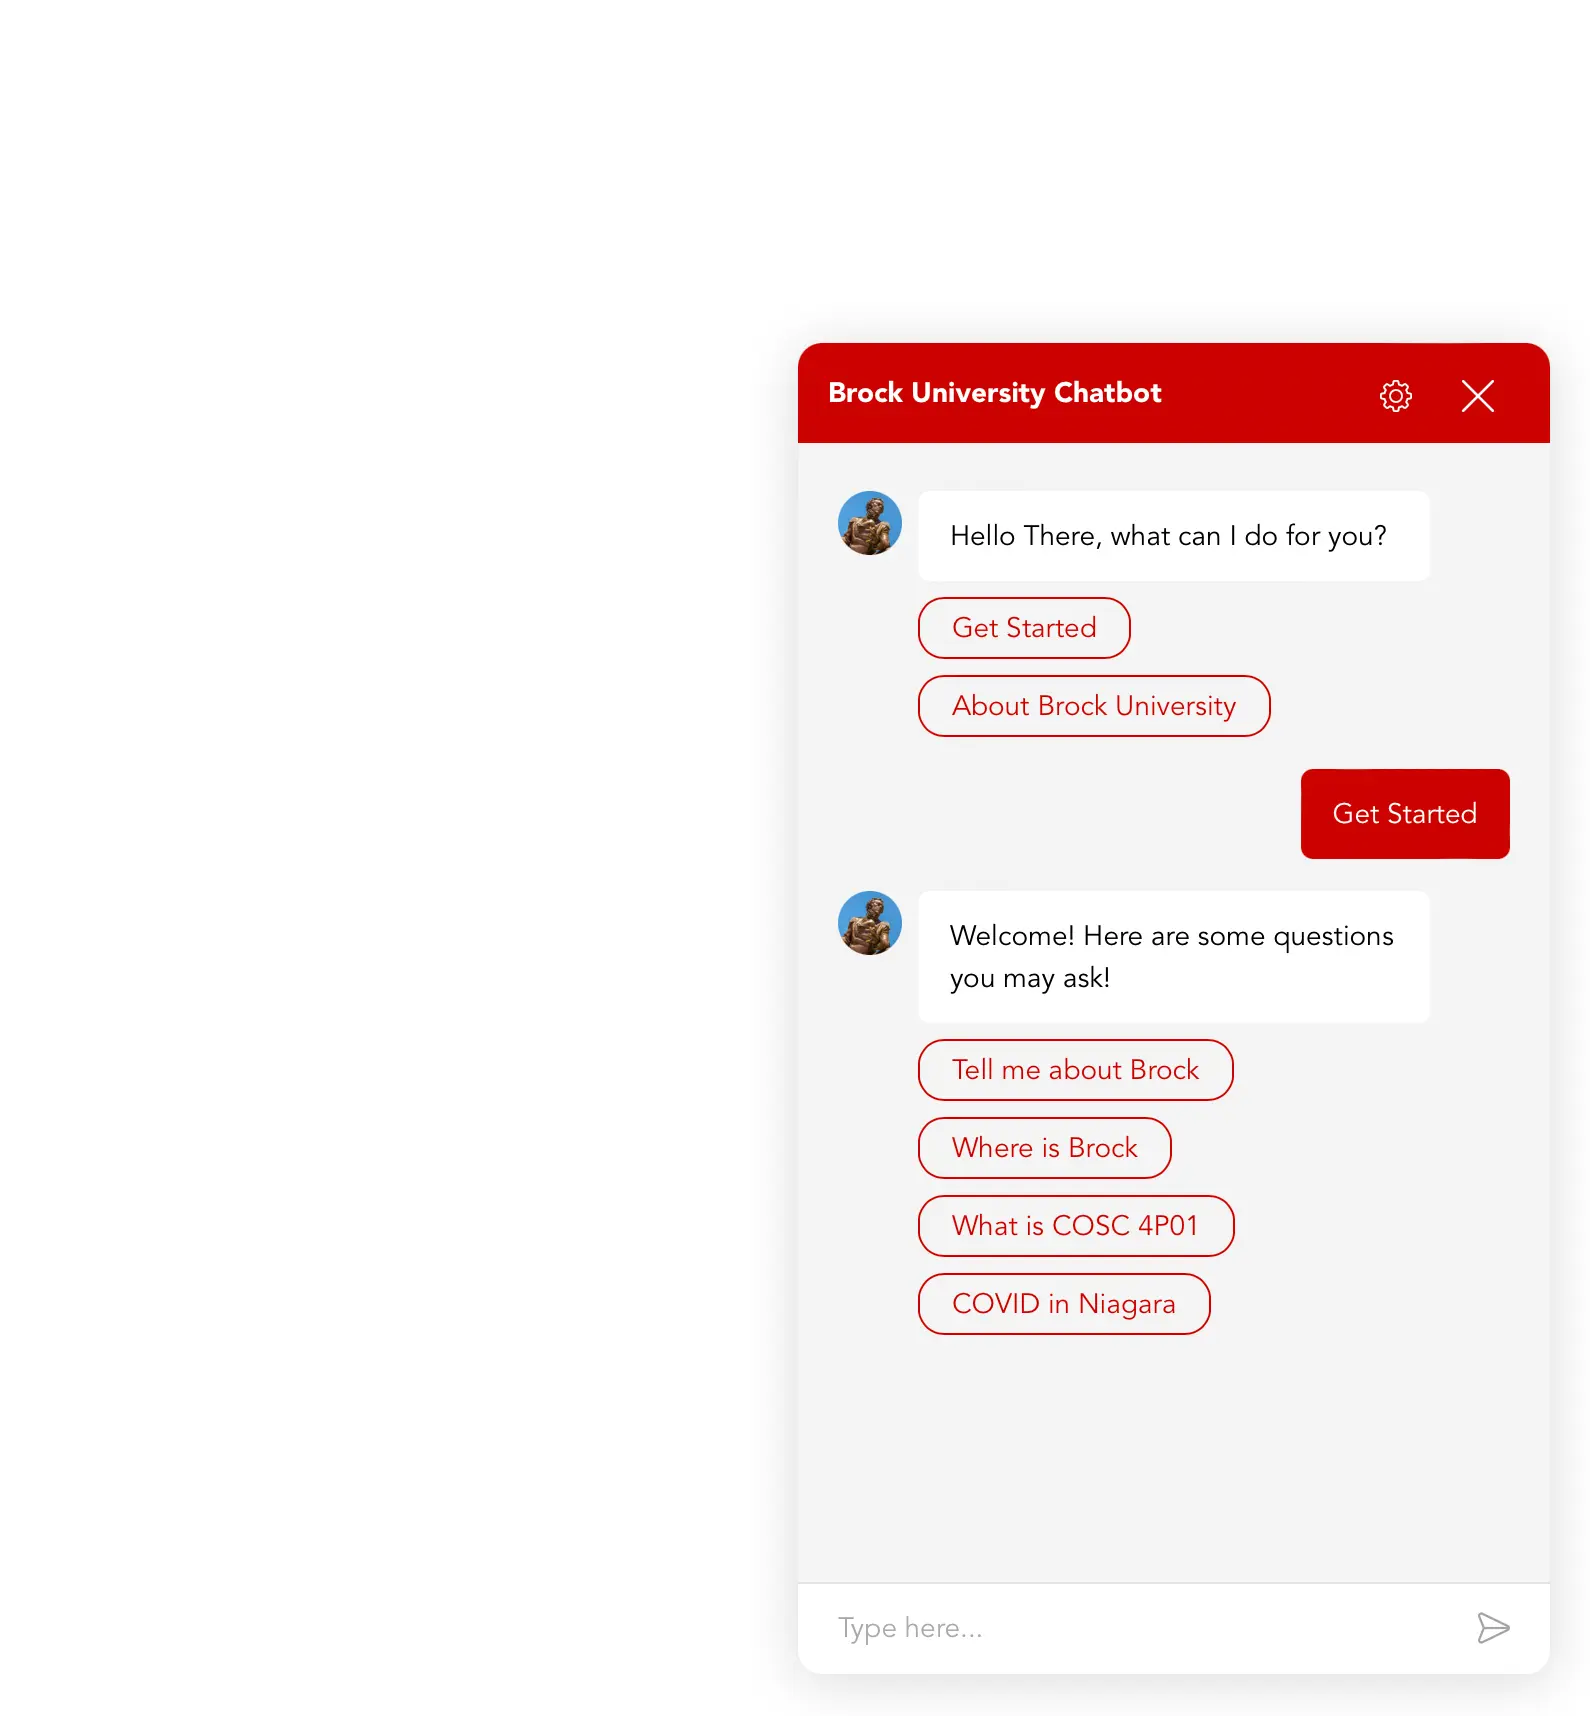 Brock University Chatbot
Hello There, what can I do for you?
Get Started
About Brock University
Get Started
Welcome! Here are some questions
you may ask!
Tell me about Brock
Where is Brock
What is COSC 4P01
COVID in Niagara
Type here...